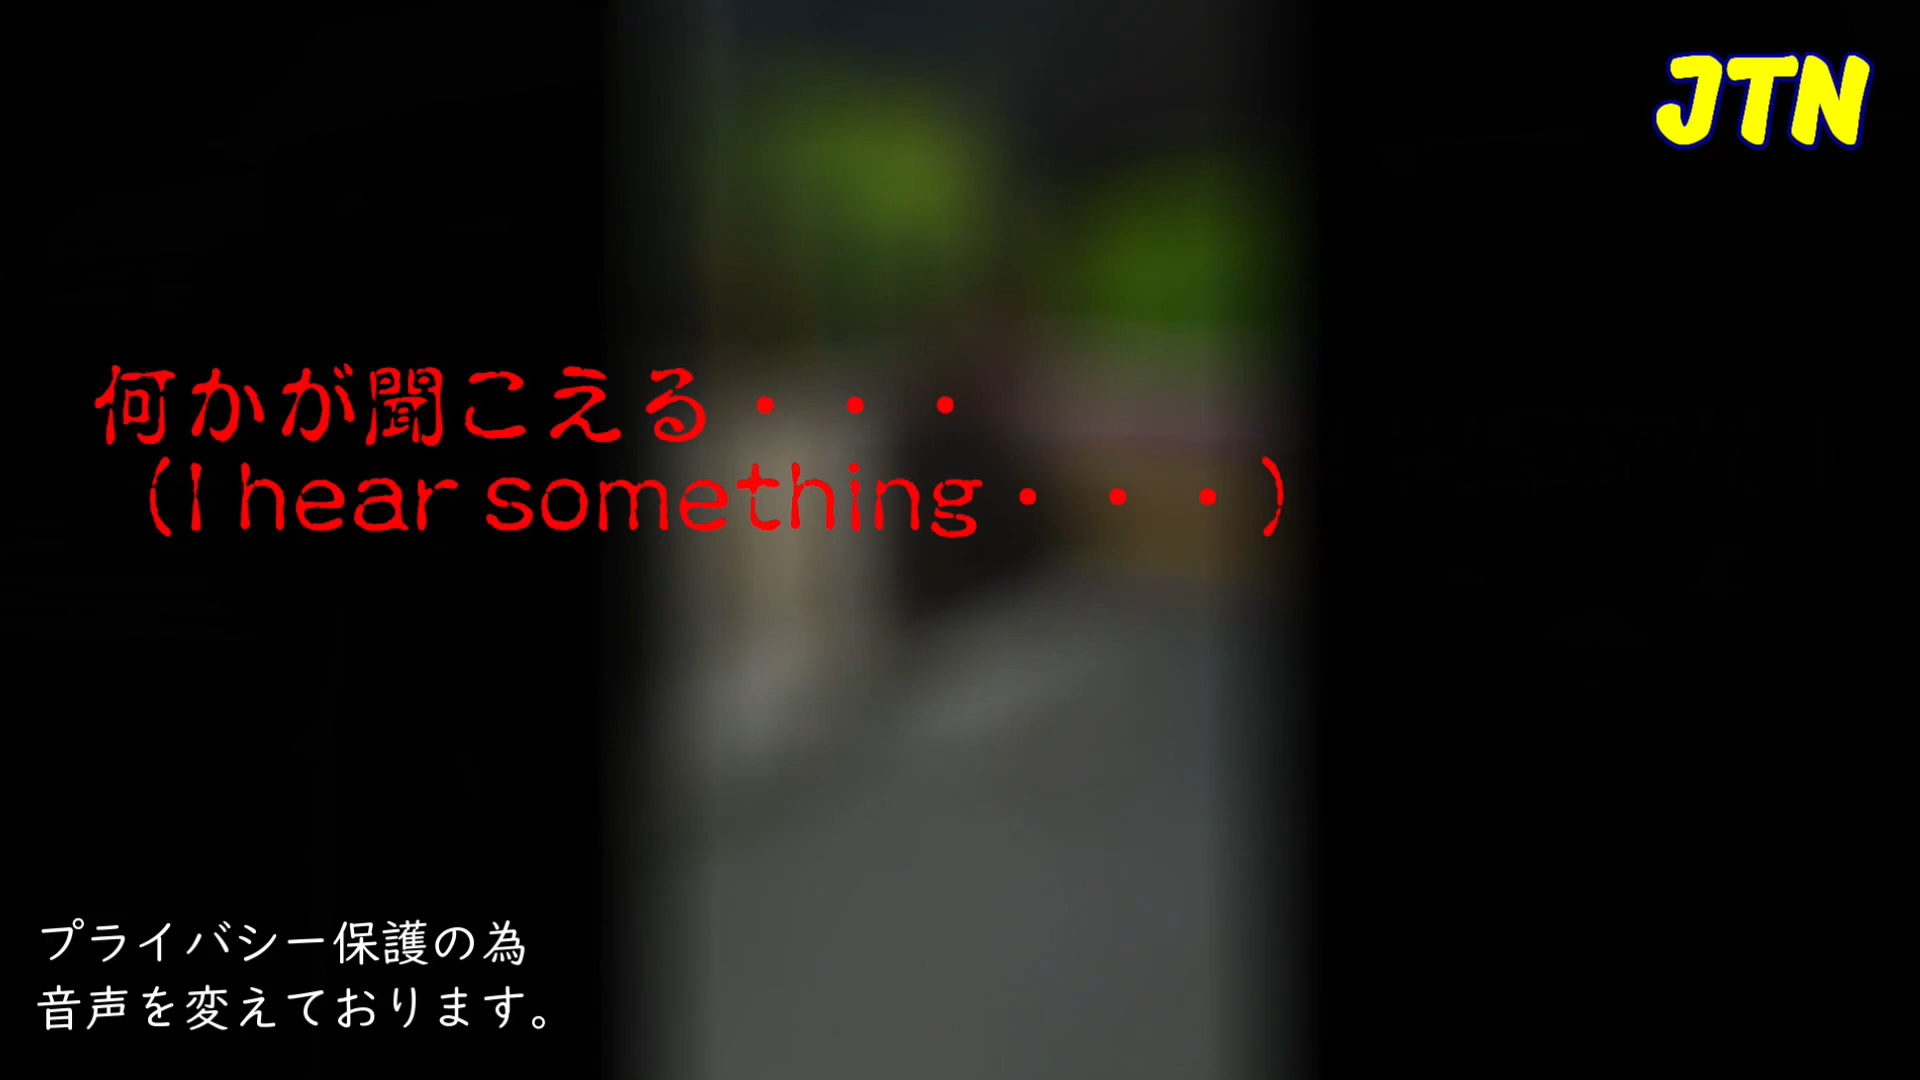 JTN
何かが聞こえる・・・
(I hear something・・・)
プライバシー保護の為
音声を変えております。